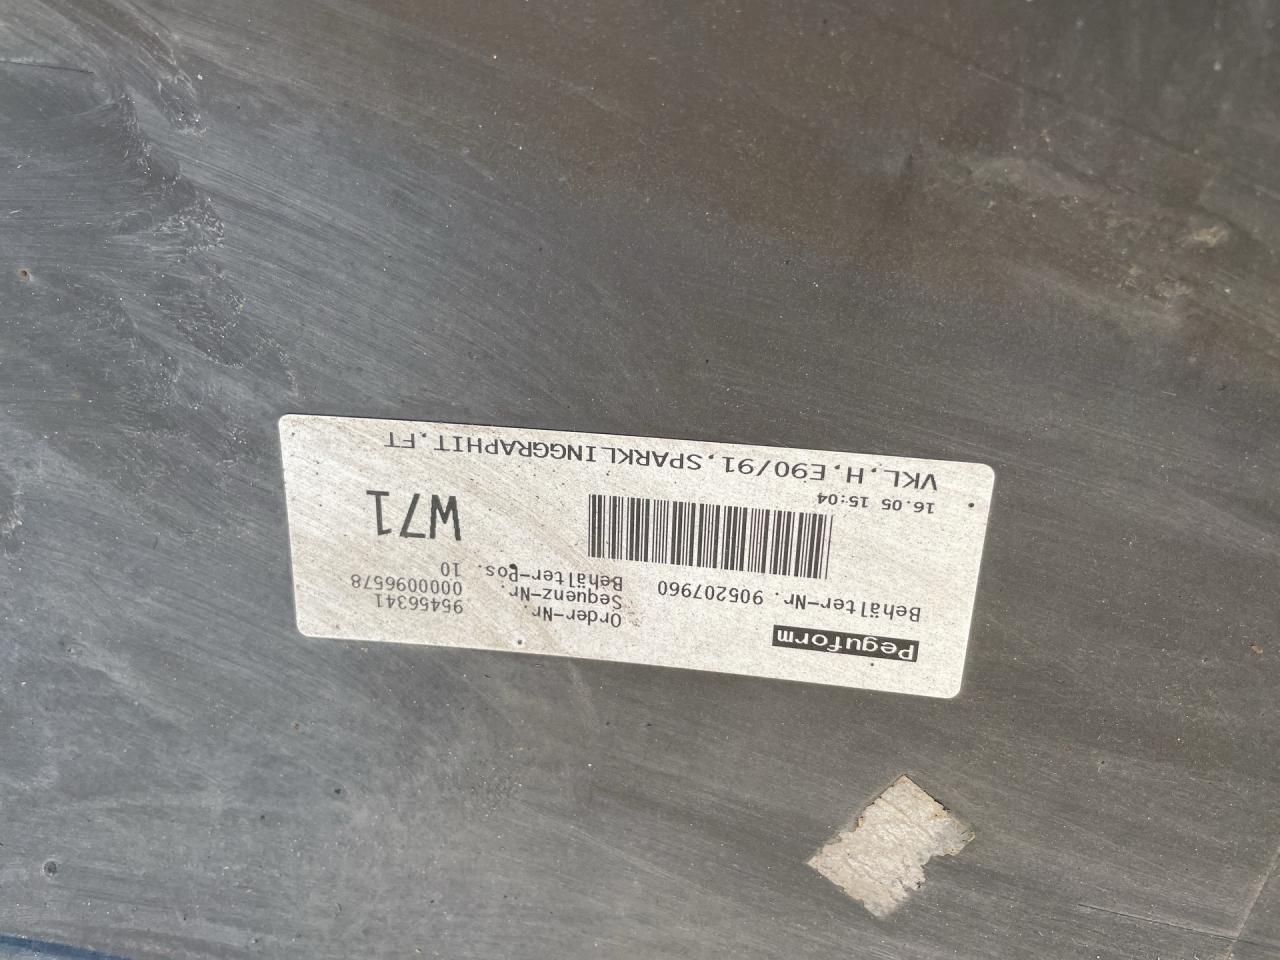 Peguform
Behälter-Nr. 905207960
Order-Nr. 95456341
Sequenz-Nr. 0000096578
Behälter-Pos. 10
W71
16.05 15:04
VKL.H.E90/91.SPARKLINGGRAPHIT.FT